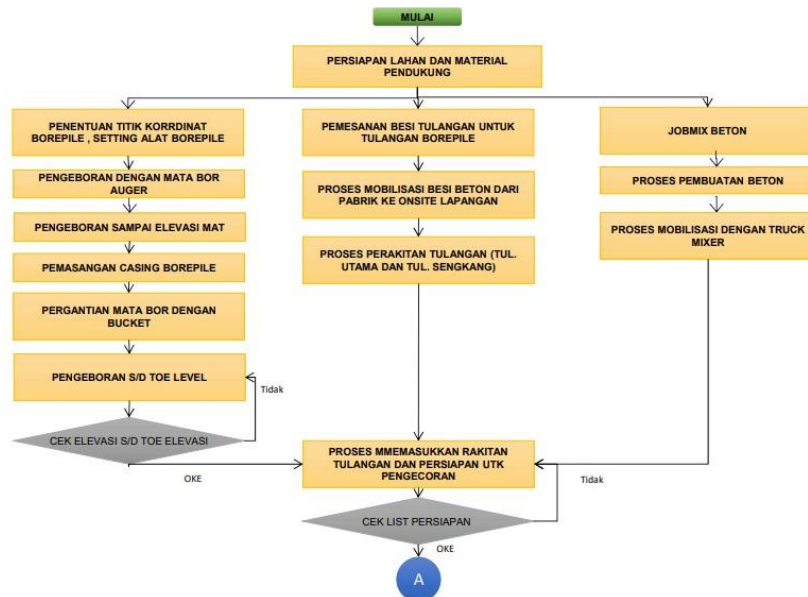 MULAI
PERSIAPAN LAHAN DAN MATERIAL
PENDUKUNG
PENENTUAN TITIK KORRDINAT
BOREPILE , SETTING ALAT BOREPILE
PENGEBORAN DENGAN MATA BOR
AUGER
PENGEBORAN SAMPAI ELEVASI MAT
PEMASANGAN CASING BOREPILE
PERGANTIAN MATA BOR DENGAN
BUCKET
PENGEBORAN S/D TOE LEVEL
Tidak
CEK ELEVASI S/D TOE ELEVASI
OKE
PEMESANAN BESI TULANGAN UNTUK
TULANGAN BOREPILE
PROSES MOBILISASI BESI BETON DARI
PABRIK KE ONSITE LAPANGAN
PROSES PERAKITAN TULANGAN (TUL.
UTAMA DAN TUL. SENGKANG)
JOBMIX BETON
PROSES PEMBUATAN BETON
PROSES MOBILISASI DENGAN TRUCK
MIXER
PROSES MMEMASUKKAN RAKITAN
TULANGAN DAN PERSIAPAN UTK
PENGECORAN
Tidak
CEK LIST PERSIAPAN
OKE
A